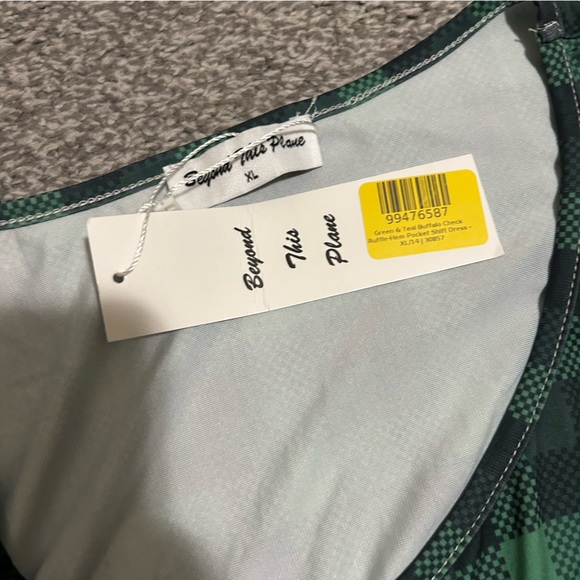 Beyond This Plane
XL
Beyond
This
Plane
99476587
Green & Teal Buffalo Check
Ruffle-Hem Pocket Shift Dress -
XL/14 | 30857